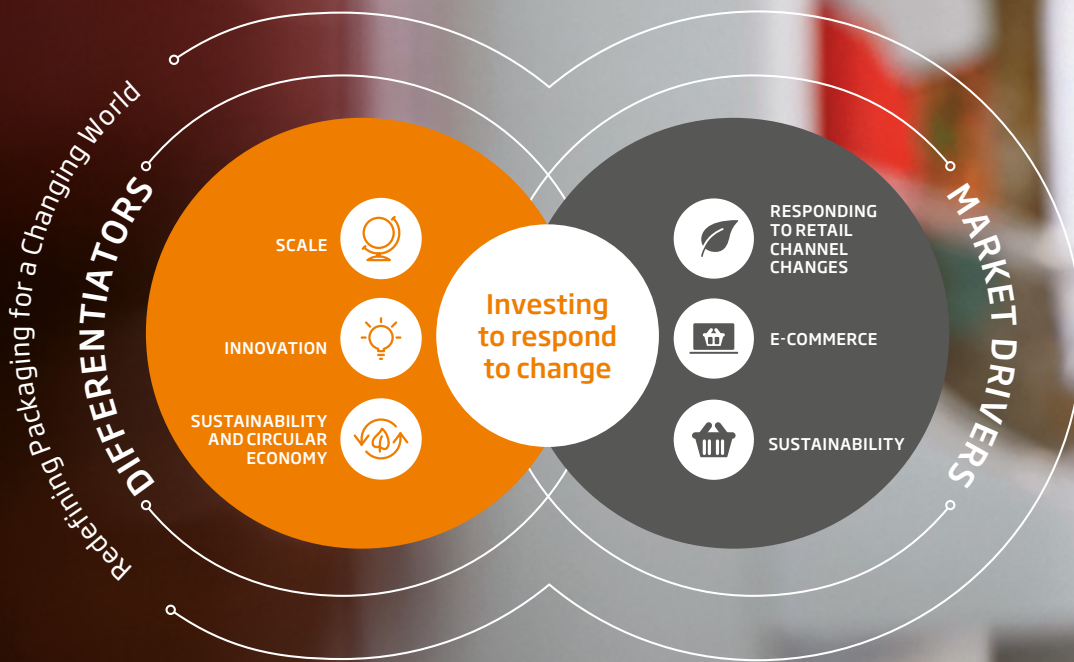 Redefining Packaging for a Changing World
DIFFERENTIATORS
SCALE
INNOVATION
SUSTAINABILITY
AND CIRCULAR
ECONOMY
Investing
to respond
to change
RESPONDING
TO RETAIL
CHANNEL
CHANGES
E-COMMERCE
SUSTAINABILITY
MARKET DRIVERS